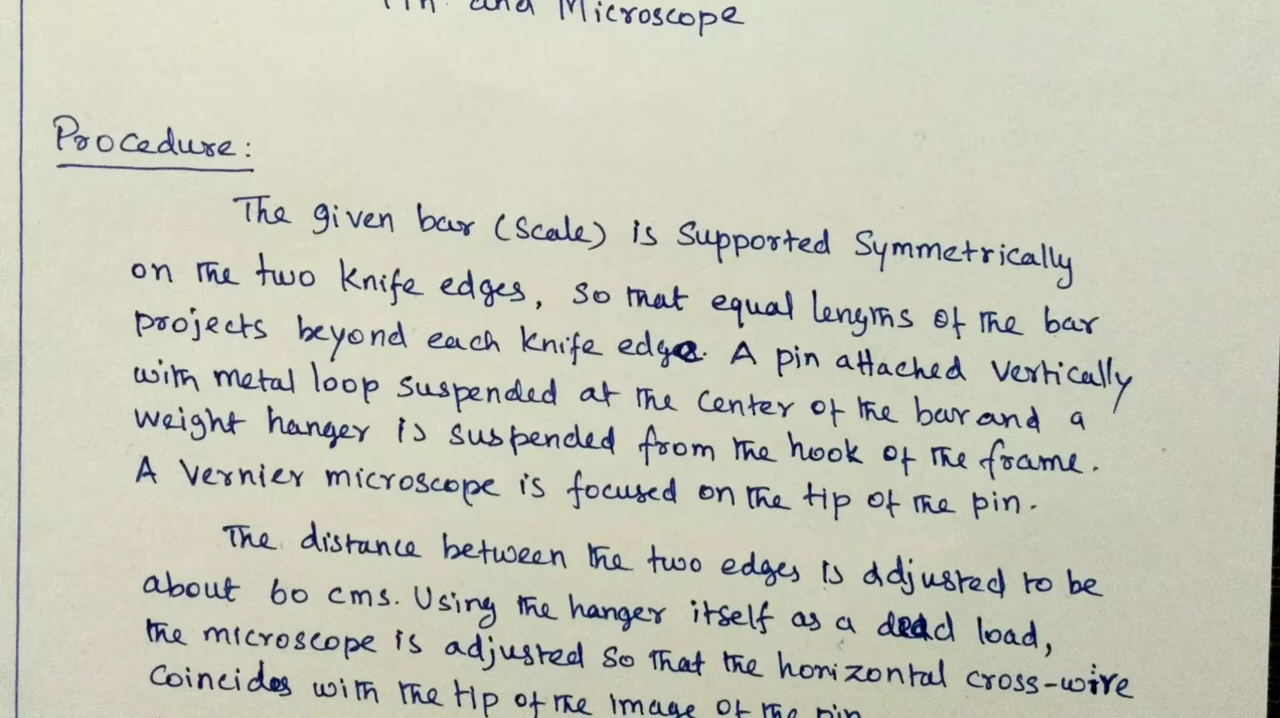 Pin and Microscope
Procedure:
The given bar (Scale) is Supported Symmetrically
on the two Knife edges, so that equal lengths of the bar
projects beyond each Knife edge. A pin attached vertically
with metal loop suspended at the center of the bar and a
weight hanger is suspended from the hook of the frame.
A Vernier microscope is focused on the tip of the pin.
The distance between the two edges is adjusted to be
about 60 cms. Using the hanger itself as a dead load,
the microscope is adjusted so that the horizontal cross-wire
Coincides with the tip of the image of the pin